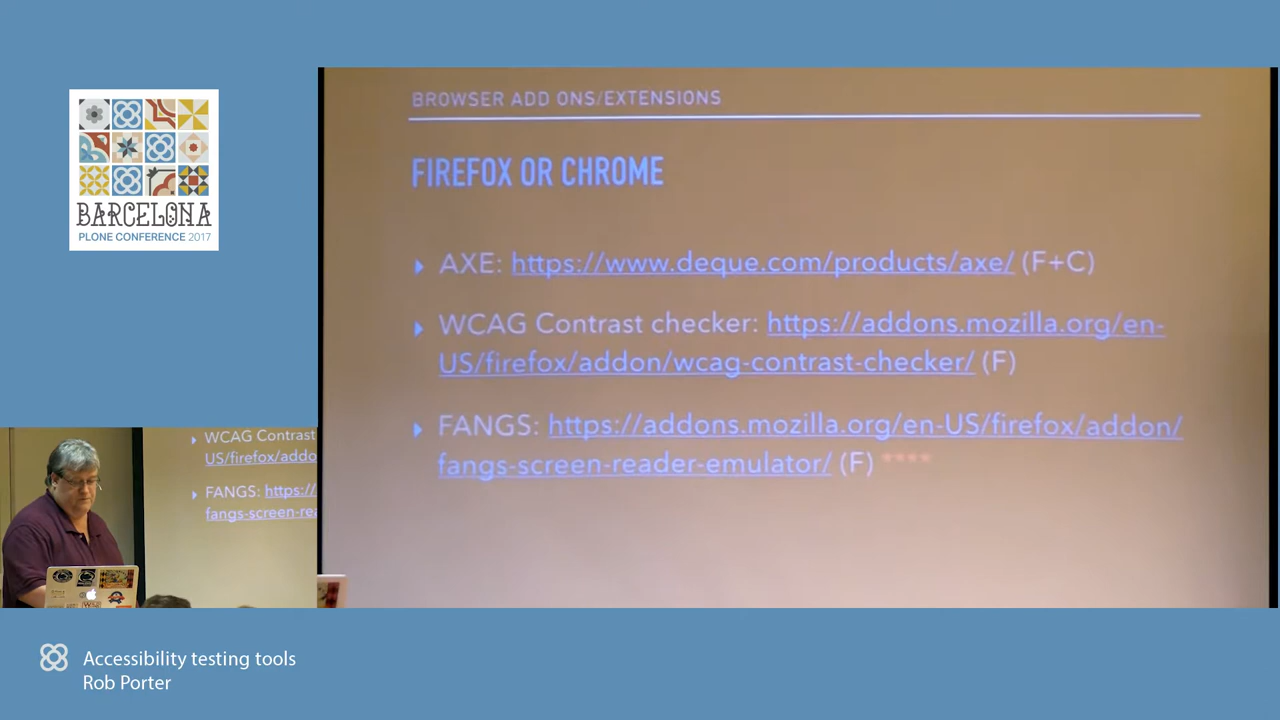 BARCELONA
PLONE CONFERENCE 2017
BROWSER ADD ONS/EXTENSIONS
FIREFOX OR CHROME
AXE: https://www.deque.com/products/axe/ (F+C)
WCAG Contrast checker: https://addons.mozilla.org/en-
US/firefox/addon/wcag-contrast-checker/ (F)
FANGS: https://addons.mozilla.org/en-US/firefox/addon/
fangs-screen-reader-emulator/ (F) ****
WCAG Contrast
US/firefox/addo
FANGS: https://
fangs-screen-rea
Accessibility testing tools
Rob Porter